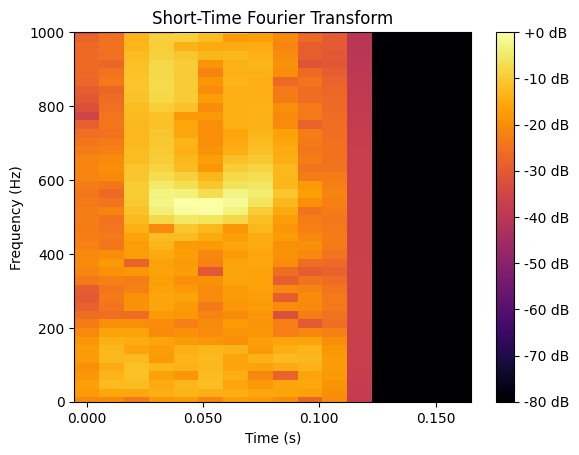 Short-Time Fourier Transform
1000
800
600
400
200
0
Frequency (Hz)
0.000
0.050
0.100
0.150
Time (s)
+0 dB
-10 dB
-20 dB
-30 dB
-40 dB
-50 dB
-60 dB
-70 dB
-80 dB